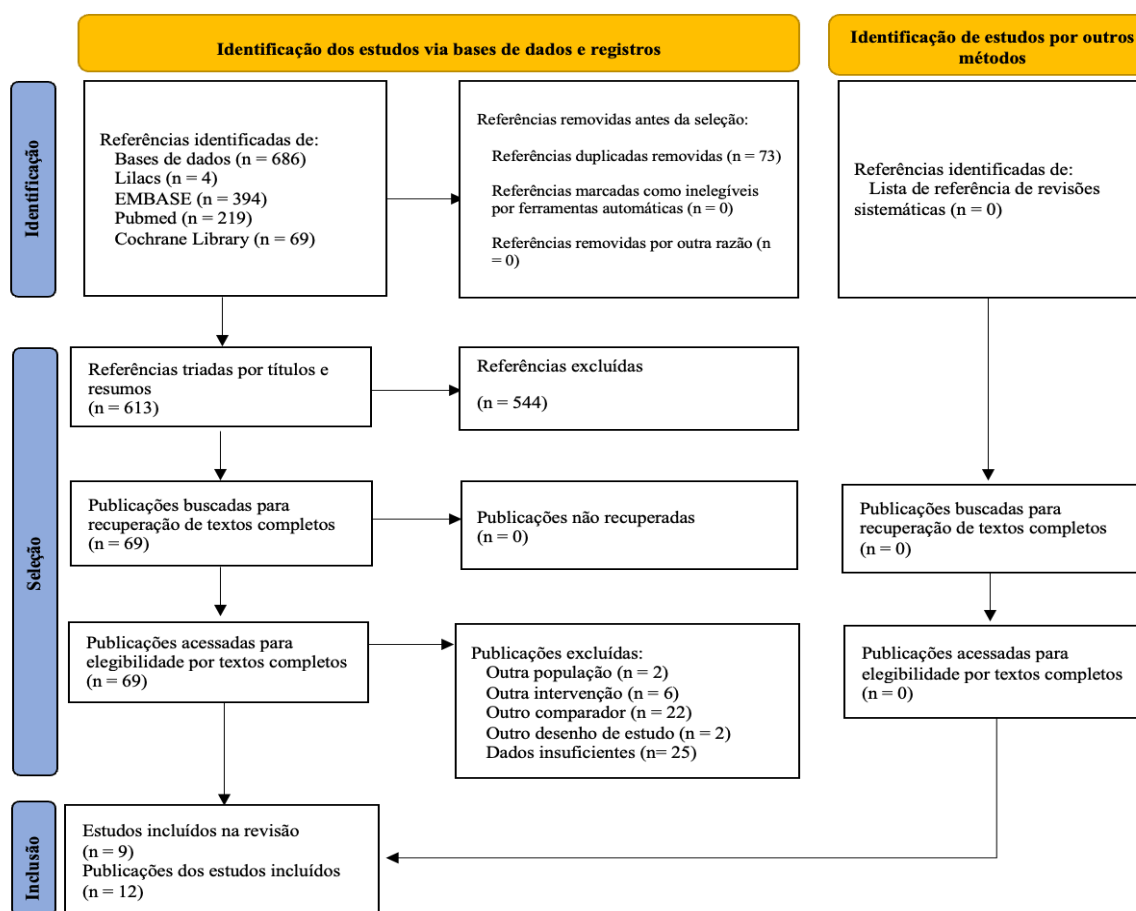 Identificação dos estudos via bases de dados e registros
Identificação de estudos por outros
métodos
Identificação
Referências identificadas de:
Bases de dados (n = 686)
Lilacs (n = 4)
EMBASE (n = 394)
Pubmed (n = 219)
Cochrane Library (n = 69)
Referências removidas antes da seleção:
Referências duplicadas removidas (n = 73)
Referências marcadas como inelegíveis
por ferramentas automáticas (n = 0)
Referências removidas por outra razão (n
= 0)
Referências identificadas de:
Lista de referência de revisões
sistemáticas (n = 0)
Seleção
Referências triadas por títulos e
resumos
(n = 613)
Referências excluídas
(n = 544)
Publicações buscadas para
recuperação de textos completos
(n = 69)
Publicações não recuperadas
(n = 0)
Publicações buscadas para
recuperação de textos completos
(n = 0)
Publicações acessadas para
elegibilidade por textos completos
(n = 69)
Publicações excluídas:
Outra população (n = 2)
Outra intervenção (n = 6)
Outro comparador (n = 22)
Outro desenho de estudo (n = 2)
Dados insuficientes (n= 25)
Publicações acessadas para
elegibilidade por textos completos
(n = 0)
Inclusão
Estudos incluídos na revisão
(n = 9)
Publicações dos estudos incluídos
(n = 12)